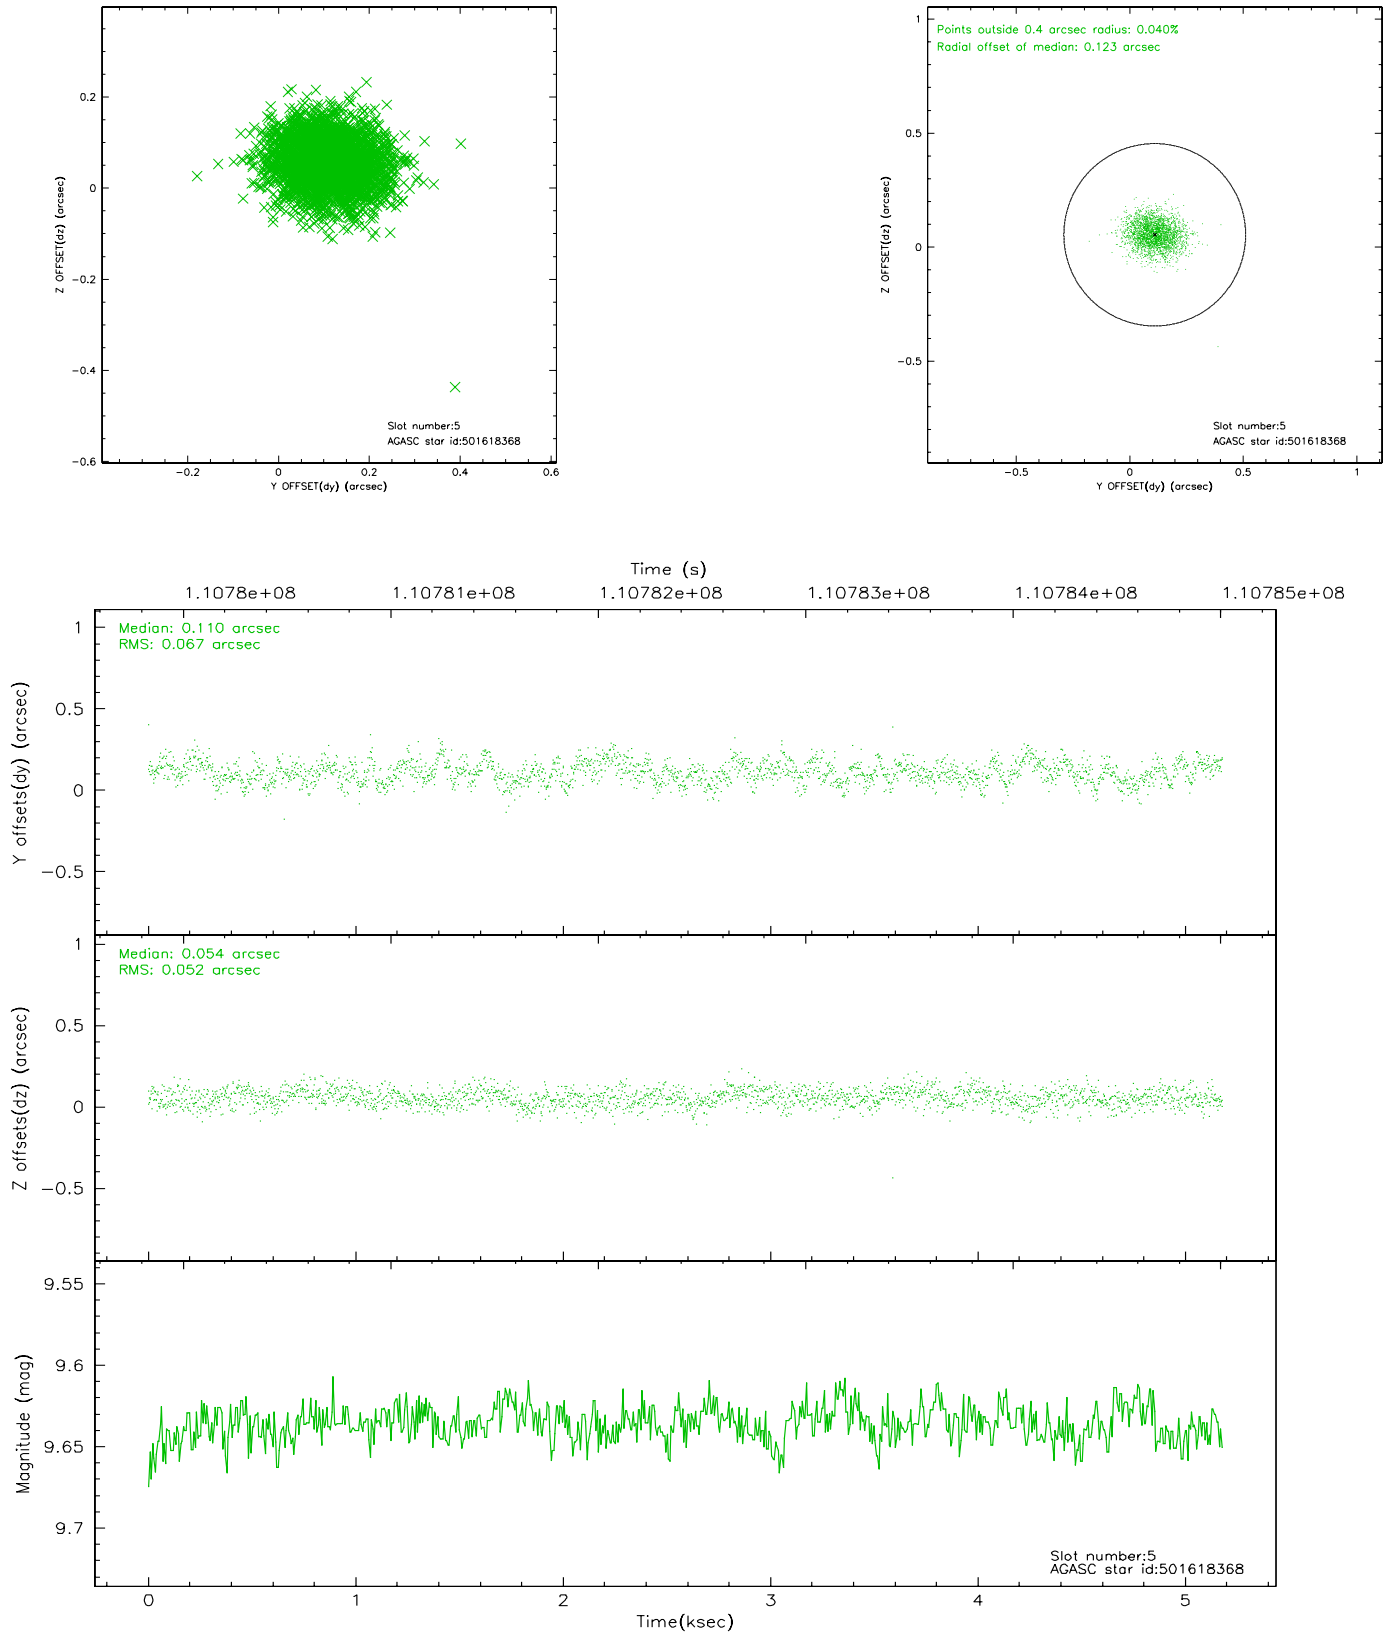 0.2
0
−0.2
−0.4
−0.6
Z OFFSET(dz) (arcsec)
Slot number:5
AGASC star id:501618368
−0.2
0
0.2
0.4
0.6
Y OFFSET(dy) (arcsec)
Points outside 0.4 arcsec radius: 0.040%
Radial offset of median: 0.123 arcsec
1
0.5
0
−0.5
Z OFFSET(dz) (arcsec)
Slot number:5
AGASC star id:501618368
−0.5
0
0.5
1
Y OFFSET(dy) (arcsec)
Time (s)
1.1078e+08
1.10781e+08
1.10782e+08
1.10783e+08
1.10784e+08
1.10785e+08
Median: 0.110 arcsec
RMS: 0.067 arcsec
1
0.5
0
−0.5
Y offsets(dy) (arcsec)
Median: 0.054 arcsec
RMS: 0.052 arcsec
1
0.5
0
−0.5
Z offsets(dz) (arcsec)
9.55
9.6
9.65
9.7
Magnitude (mag)
Slot number:5
AGASC star id:501618368
0
1
2
3
4
5
Time(ksec)